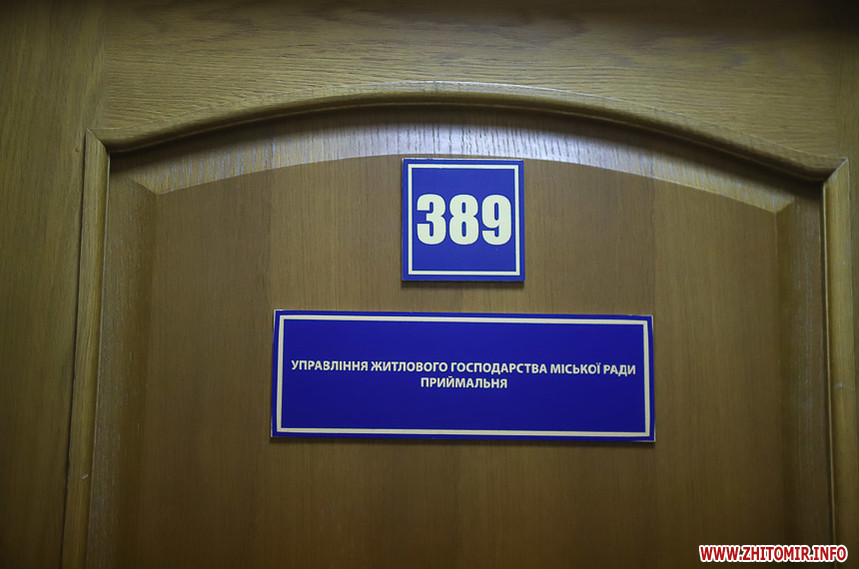 389
УПРАВЛІННЯ ЖИТЛОВОГО ГОСПОДАРСТВА МІСЬКОЇ РАДИ
ПРИЙМАЛЬНЯ
WWW.ZHITOMIR.INFO